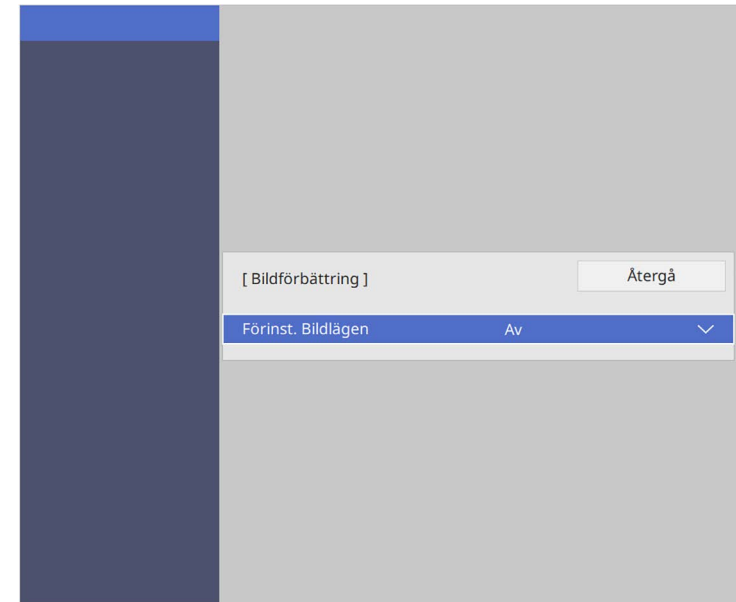 [ Bildförbättring ]
Återgå
Förinst. Bildlägen Av